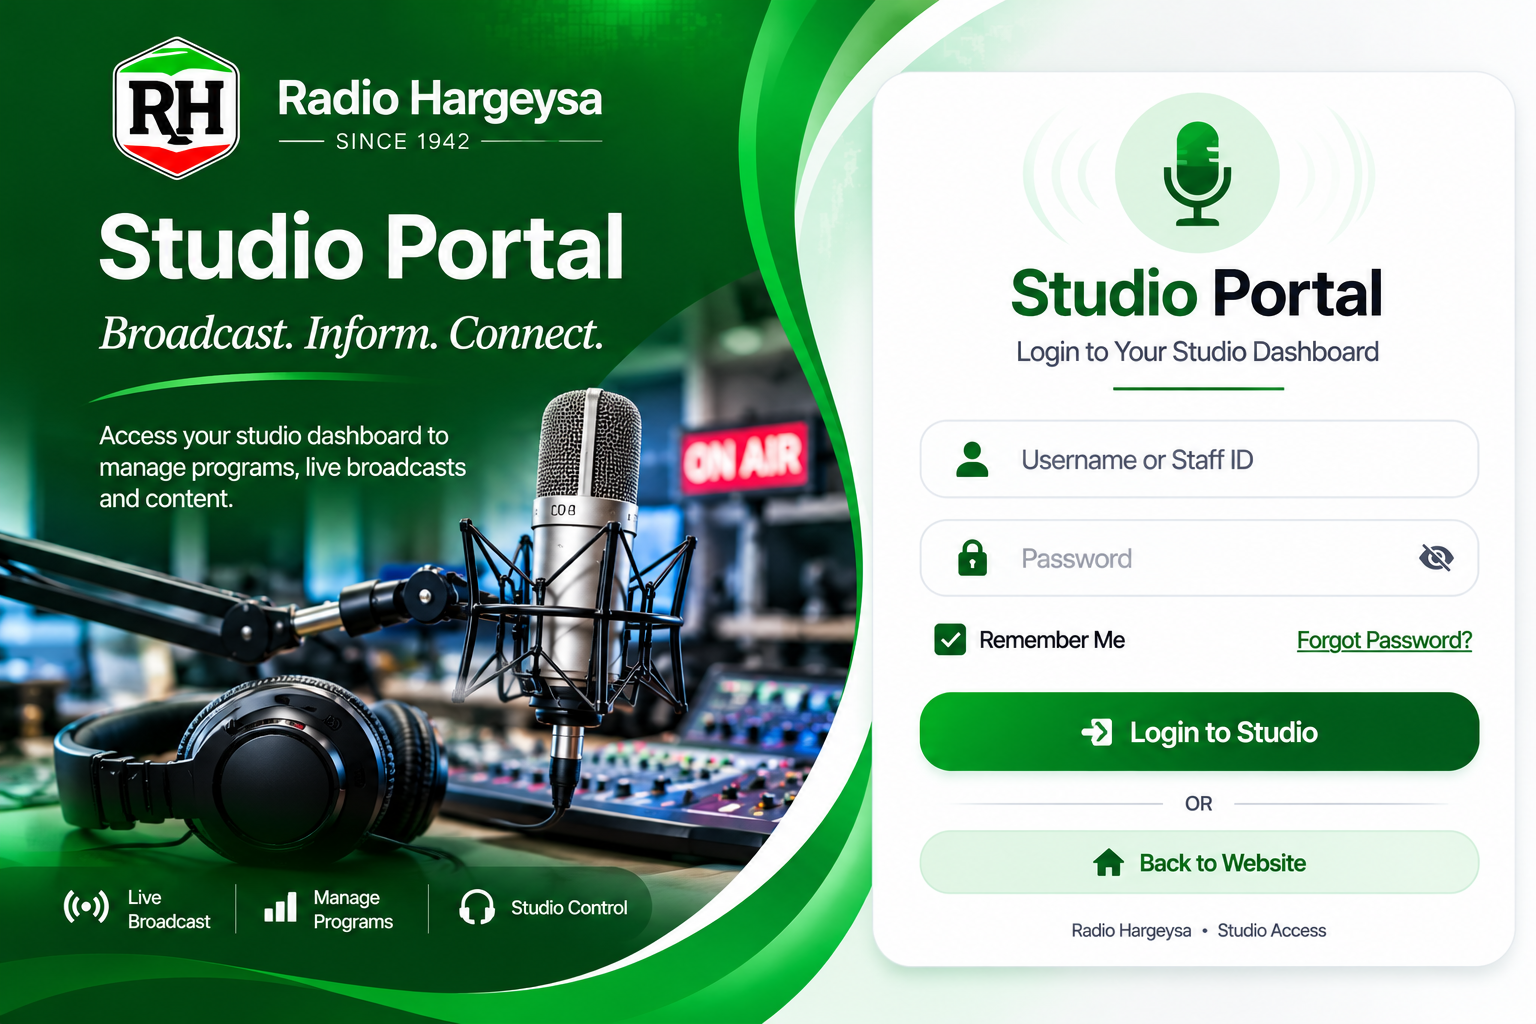 RH
Radio Hargeysa
SINCE 1942
Studio Portal
Broadcast. Inform. Connect.
Access your studio dashboard to
manage programs, live broadcasts
and content.
ON AIR
Live
Broadcast
Manage
Programs
Studio Control
Studio Portal
Login to Your Studio Dashboard
Username or Staff ID
Password
Remember Me
Forgot Password?
Login to Studio
OR
Back to Website
Radio Hargeysa • Studio Access